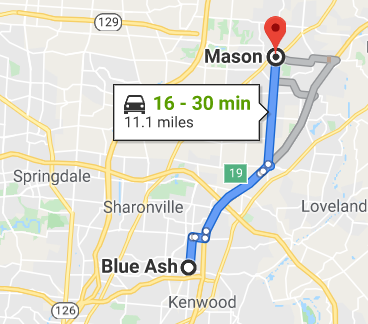 129
Mason
16 - 30 min
11.1 miles
Springdale
19
Sharonville
Loveland
Blue Ash
Kenwood
126